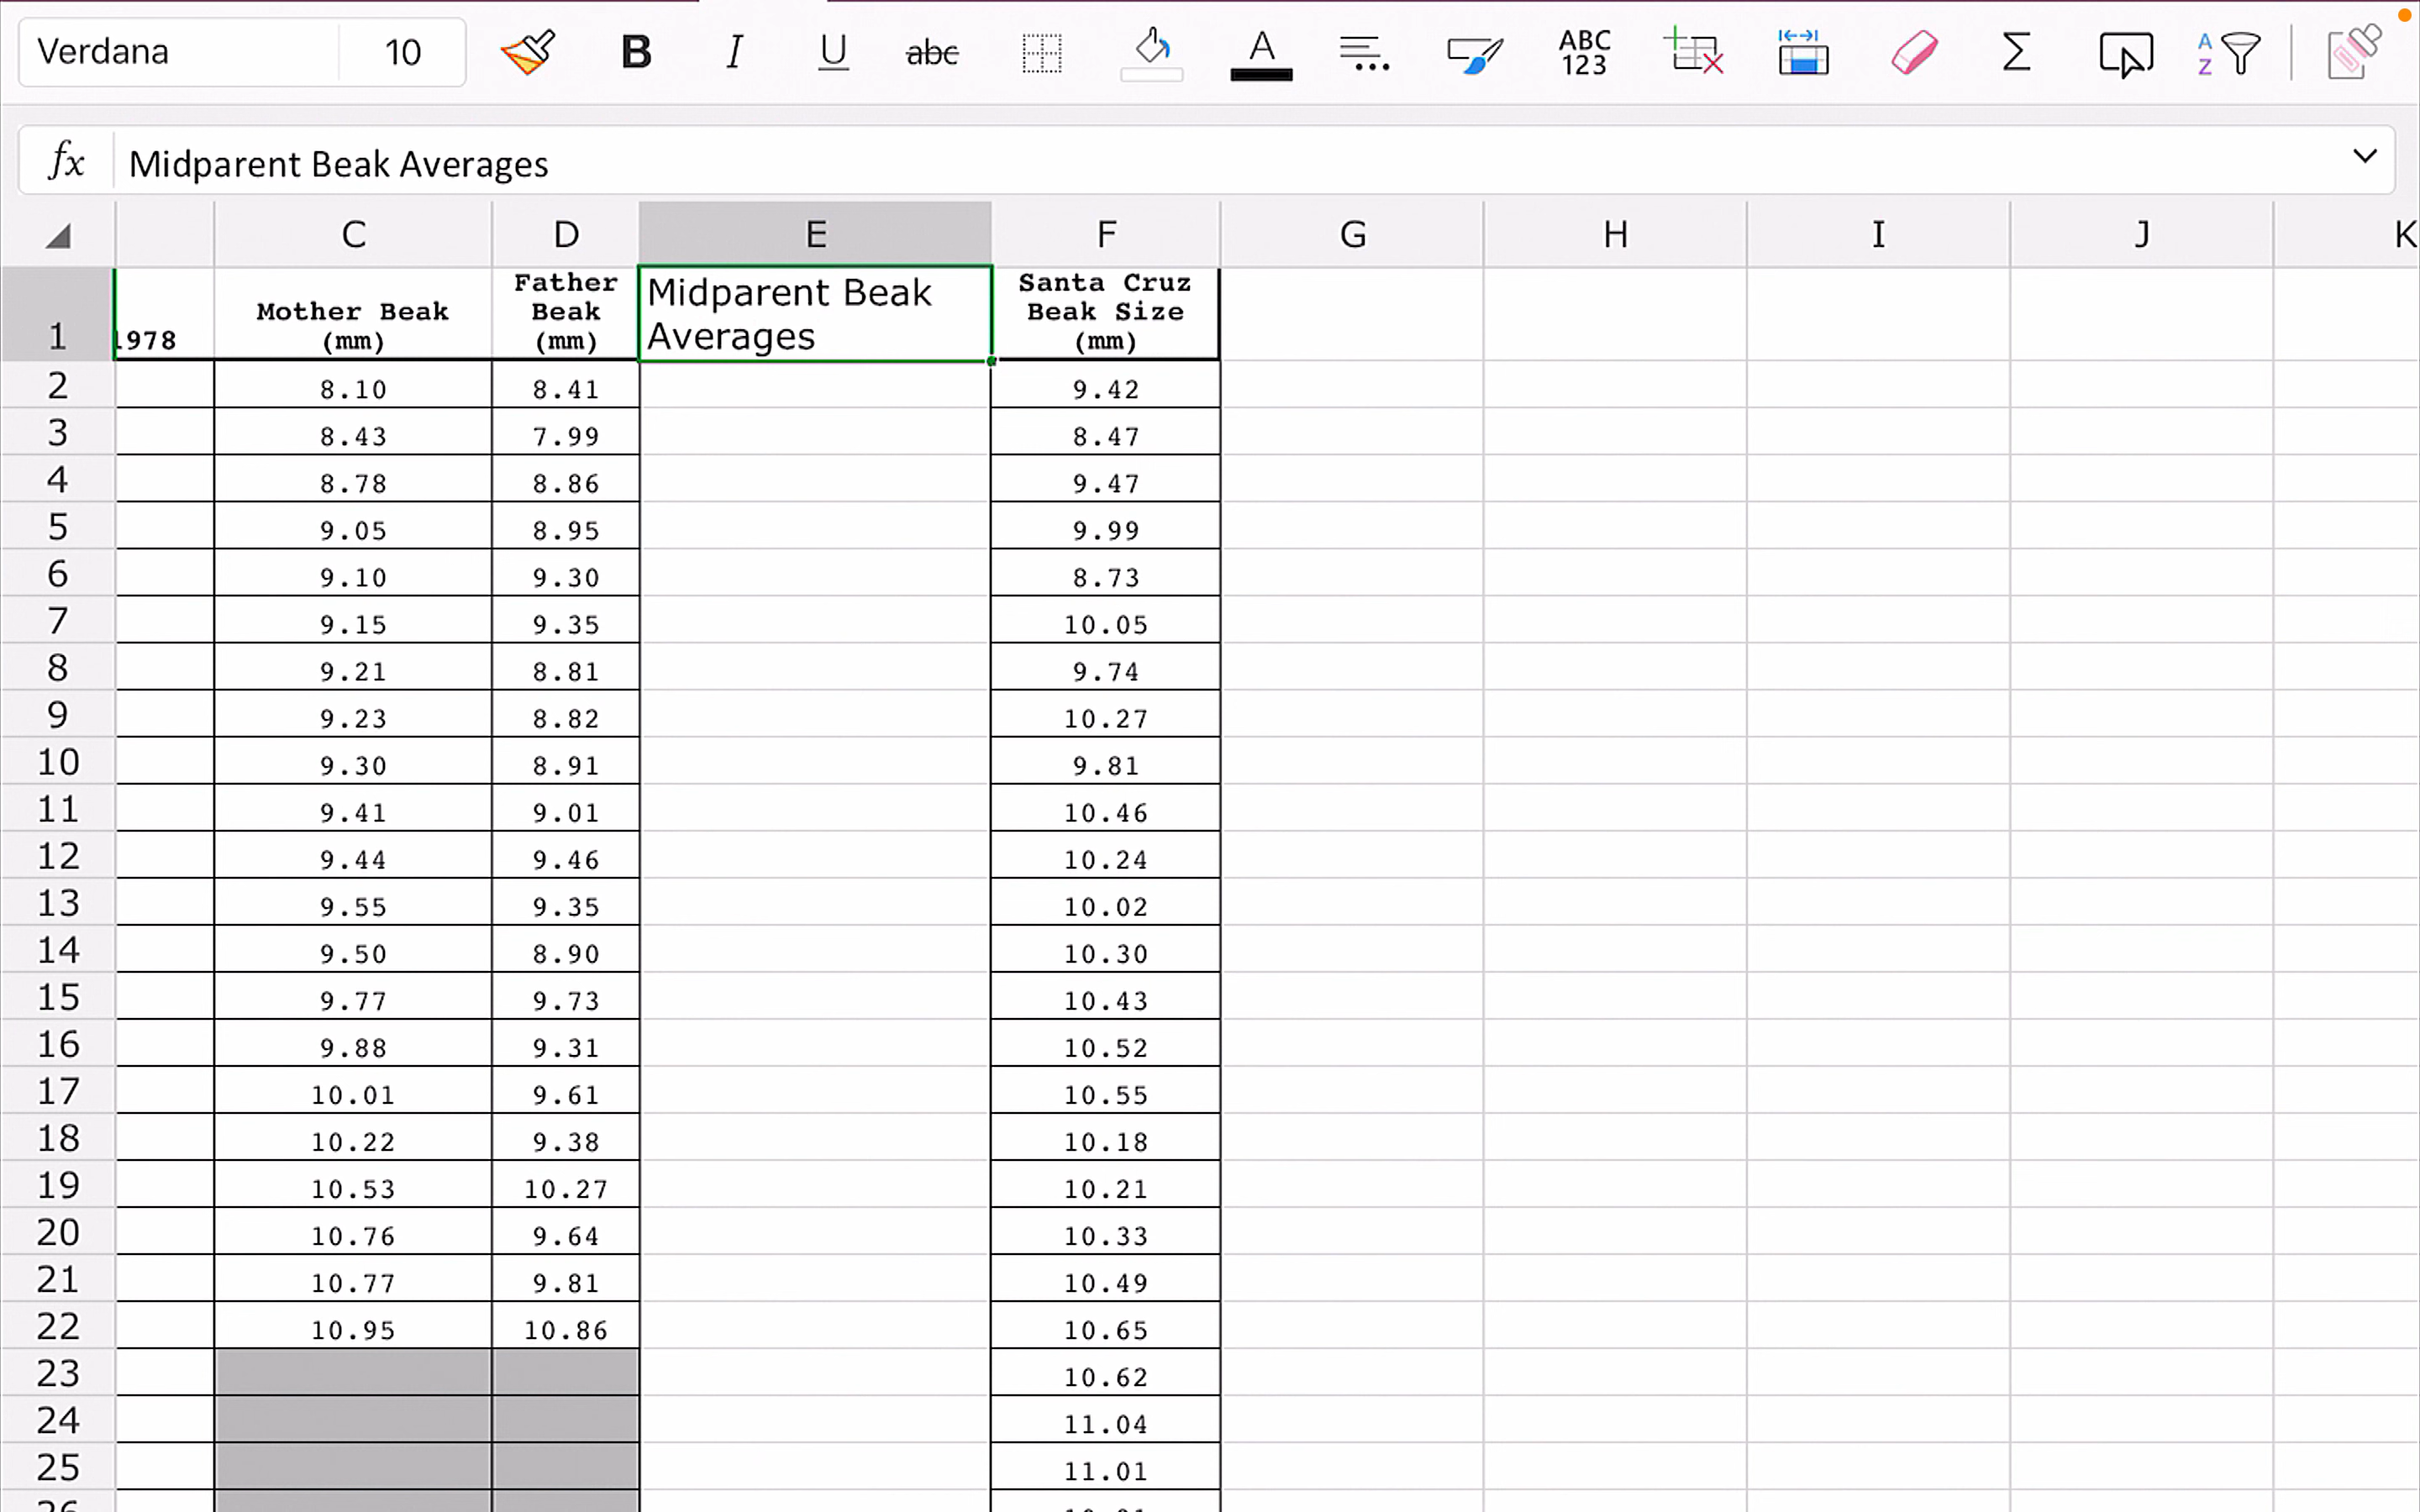 Verdana 10 B I U abc A ABC 123 Σ A Z
fx Midparent Beak Averages
C D E F G H I J K
1 1978 Mother Beak (mm) Father Beak (mm) Midparent Beak Averages Santa Cruz Beak Size (mm)
2 8.10 8.41 9.42
3 8.43 7.99 8.47
4 8.78 8.86 9.47
5 9.05 8.95 9.99
6 9.10 9.30 8.73
7 9.15 9.35 10.05
8 9.21 8.81 9.74
9 9.23 8.82 10.27
10 9.30 8.91 9.81
11 9.41 9.01 10.46
12 9.44 9.46 10.24
13 9.55 9.35 10.02
14 9.50 8.90 10.30
15 9.77 9.73 10.43
16 9.88 9.31 10.52
17 10.01 9.61 10.55
18 10.22 9.38 10.18
19 10.53 10.27 10.21
20 10.76 9.64 10.33
21 10.77 9.81 10.49
22 10.95 10.86 10.65
23 10.62
24 11.04
25 11.01